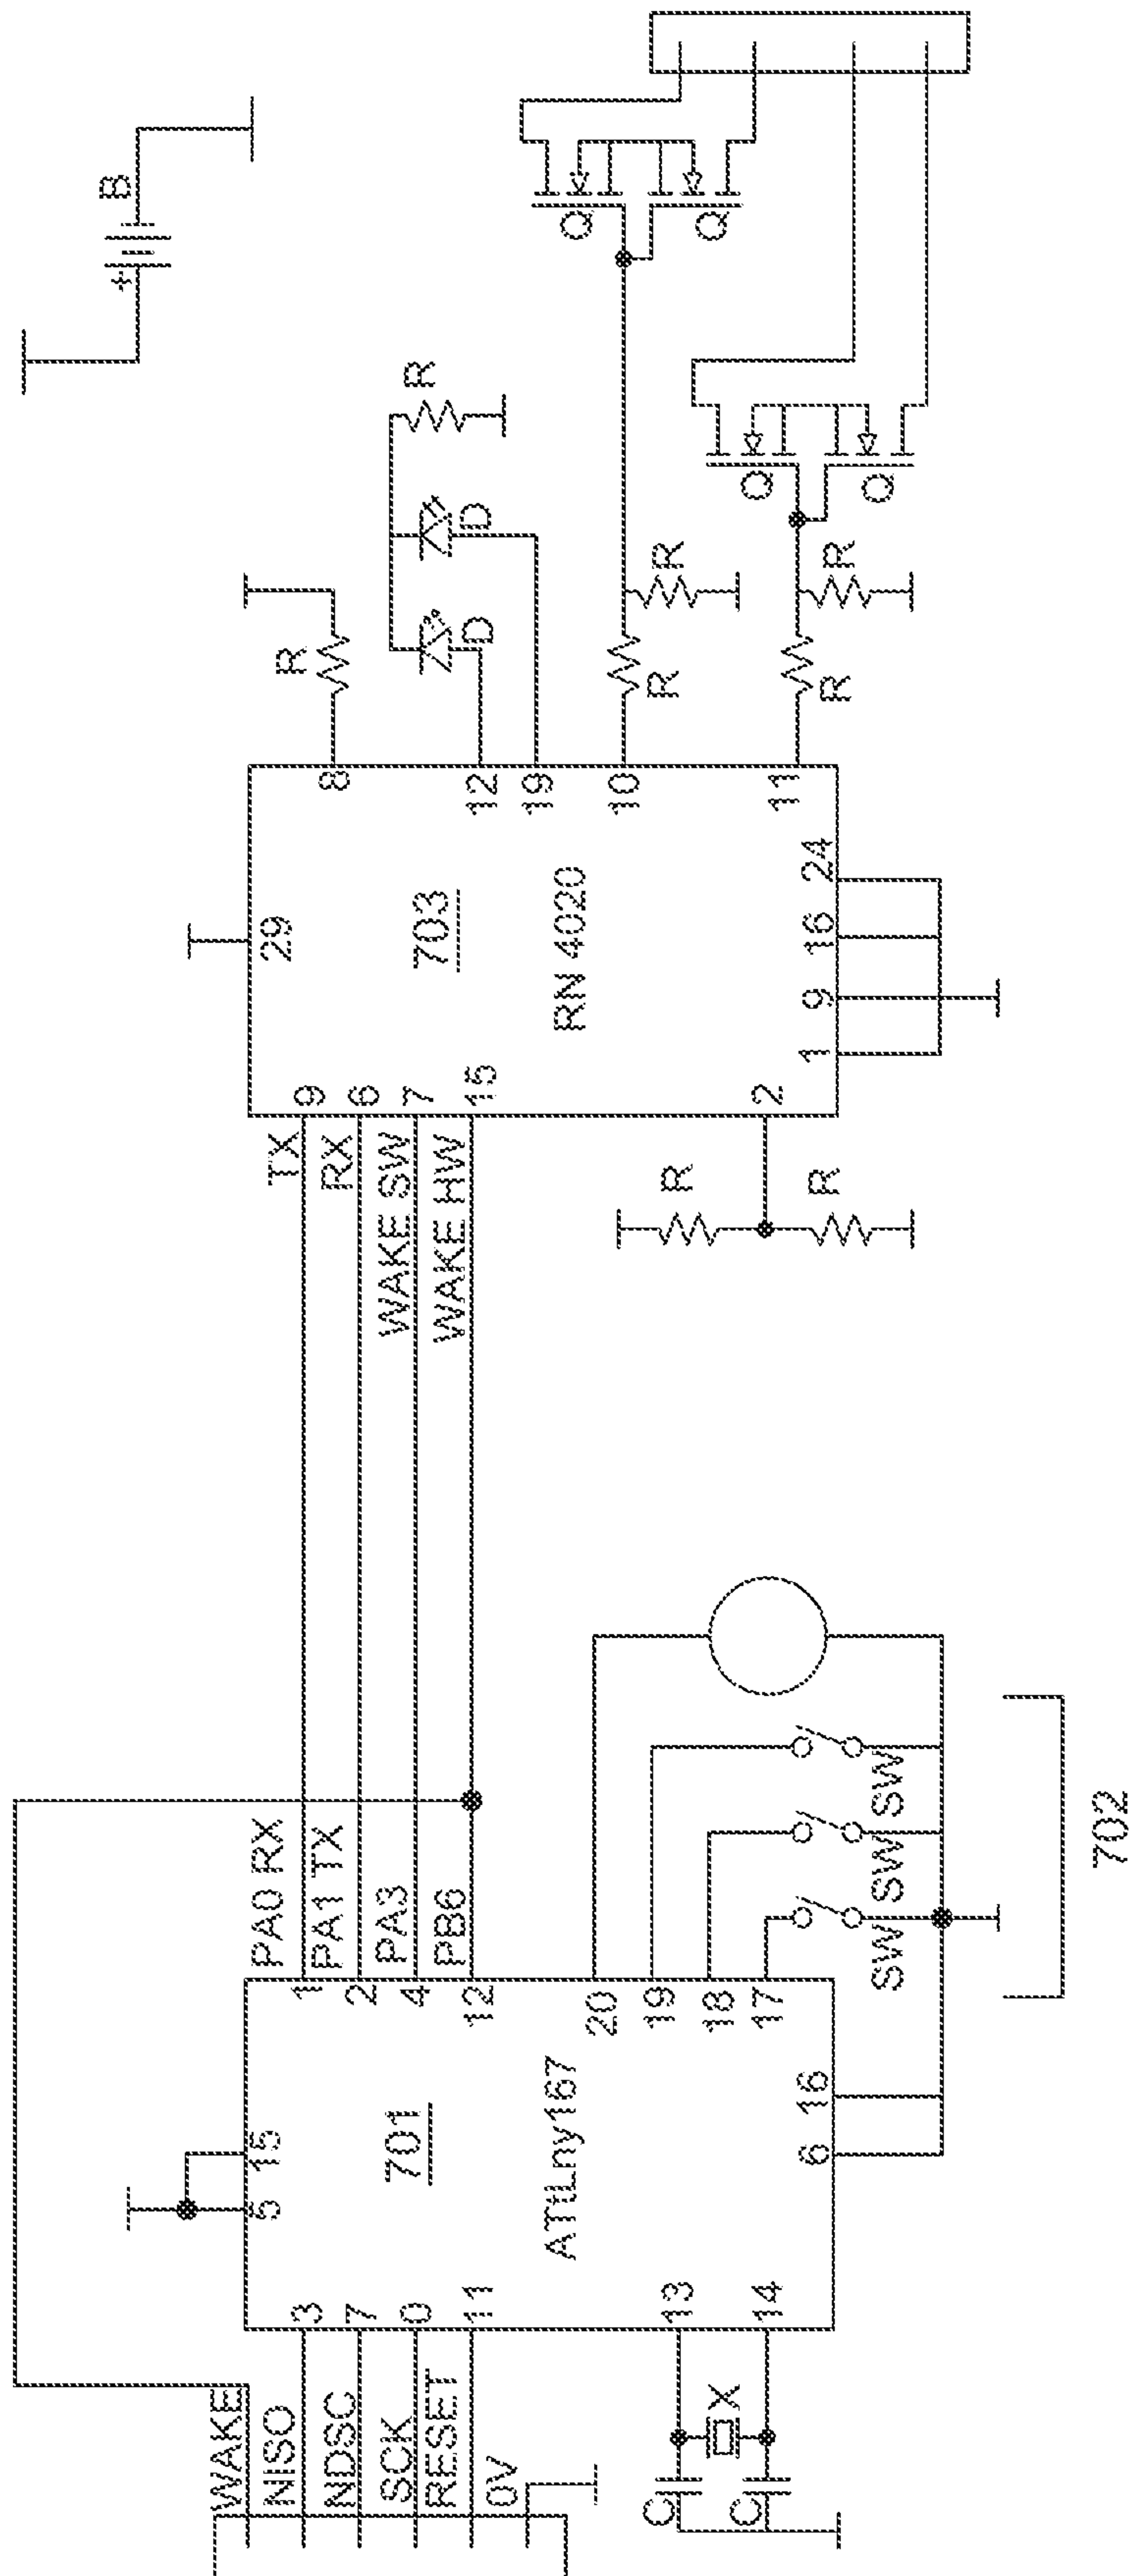 WAKE
NISO
NDSC
SCK
RESET
0V
3
7
0
11
13
14
C
C
X
5
15
701
ATtLny167
6
16
PA0 RX
PA1 TX
PA3
PB6
1
2
4
12
20
19
18
17
SW
SW
SW
702
TX
RX
WAKE SW
WAKE HW
9
6
7
15
2
R
R
29
703
RN 4020
1
9
16
24
8
12
19
10
11
R
D
D
R
R
R
R
R
Q
Q
Q
Q
+
B